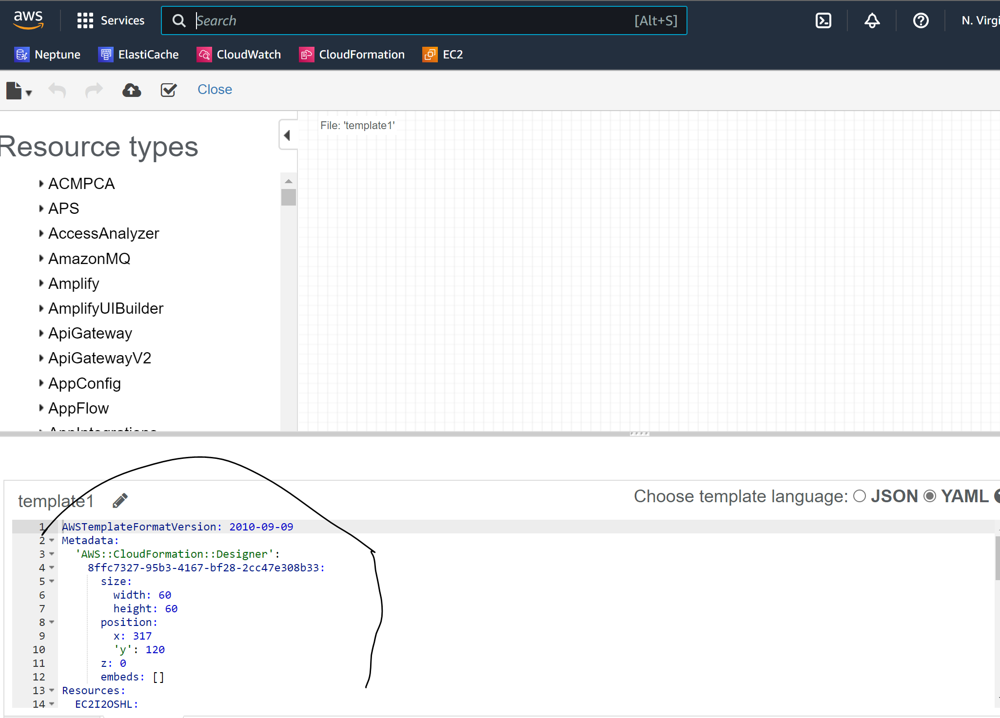 aws
Services
Search
[Alt+S]
N. Virgi
Neptune
ElastiCache
CloudWatch
CloudFormation
EC2
Close
File: 'template1'
Resource types
ACMPCA
APS
AccessAnalyzer
AmazonMQ
Amplify
AmplifyUIBuilder
ApiGateway
ApiGatewayV2
AppConfig
AppFlow
AppIntegrations
template1
Choose template language: JSON YAML
1 AWSTemplateFormatVersion: 2010-09-09
2 Metadata:
3 'AWS::CloudFormation::Designer':
4 8ffc7327-95b3-4167-bf28-2cc47e308b33:
5 size:
6 width: 60
7 height: 60
8 position:
9 x: 317
10 'y': 120
11 z: 0
12 embeds: []
13 Resources:
14 EC2I2OSHL: